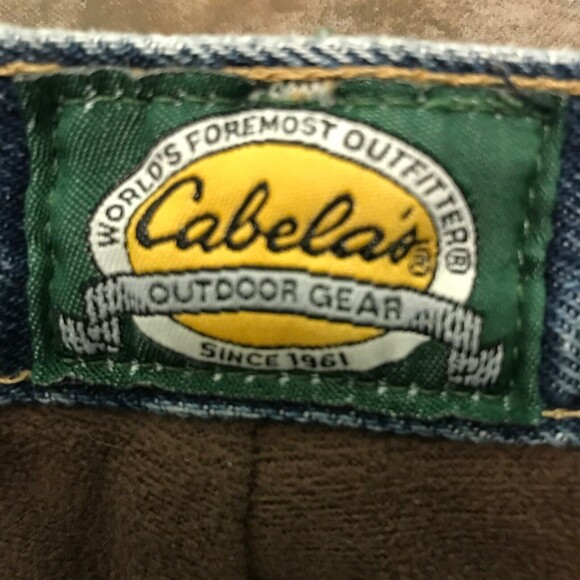 WORLD'S FOREMOST OUTFITTER®
Cabela's®
OUTDOOR GEAR
SINCE 1961